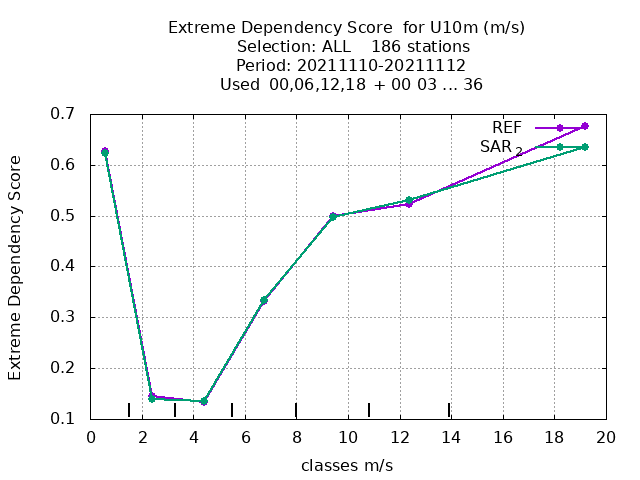 Extreme Dependency Score  for U10m (m/s)
Selection: ALL    186 stations
Period: 20211110-20211112
Used  00,06,12,18 + 00 03 ... 36
0.7
0.6
0.5
0.4
0.3
0.2
0.1
Extreme Dependency Score
REF
SAR 2
0 2 4 6 8 10 12 14 16 18 20
classes m/s